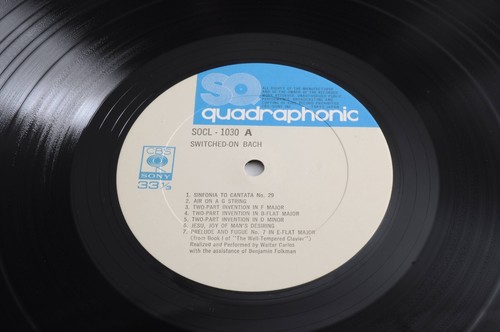 SQ
quadraphonic
SOCL - 1030 A
SWITCHED-ON BACH
CBS
SONY
33⅓
1. SINFONIA TO CANTATA No. 29
2. AIR ON A G STRING
3. TWO-PART INVENTION IN F MAJOR
4. TWO-PART INVENTION IN B-FLAT MAJOR
5. TWO-PART INVENTION IN D MINOR
6. JESU, JOY OF MAN'S DESIRING
7. PRELUDE AND FUGUE No. 7 IN E-FLAT MAJOR
(from Book I of "The Well-Tempered Clavier")
Realized and Performed by Walter Carlos
with the assistance of Benjamin Folkman